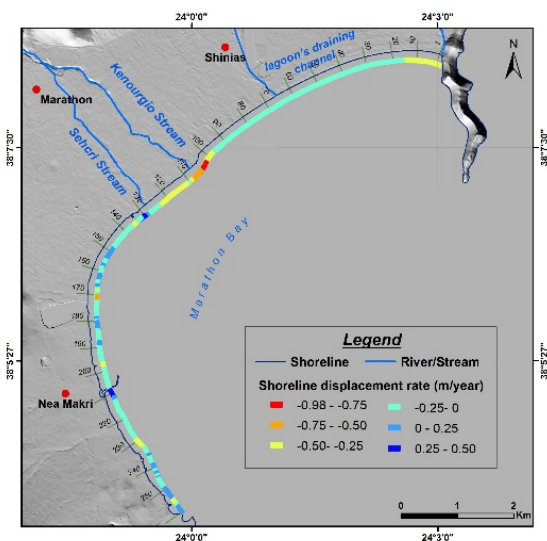 24°0'0"
24°3'0"
Shinias
lagoon's draining
channel
N
Marathon
Kenourgio Stream
Sehcri Stream
38°7'30"
38°7'30"
Marathon Bay
38°5'27"
38°5'27"
Nea Makri
Legend
Shoreline
River/Stream
Shoreline displacement rate (m/year)
-0.98 - -0.75
-0.25- 0
-0.75 - -0.50
0 - 0.25
-0.50- -0.25
0.25 - 0.50
0 1 2
Km
24°0'0"
24°3'0"